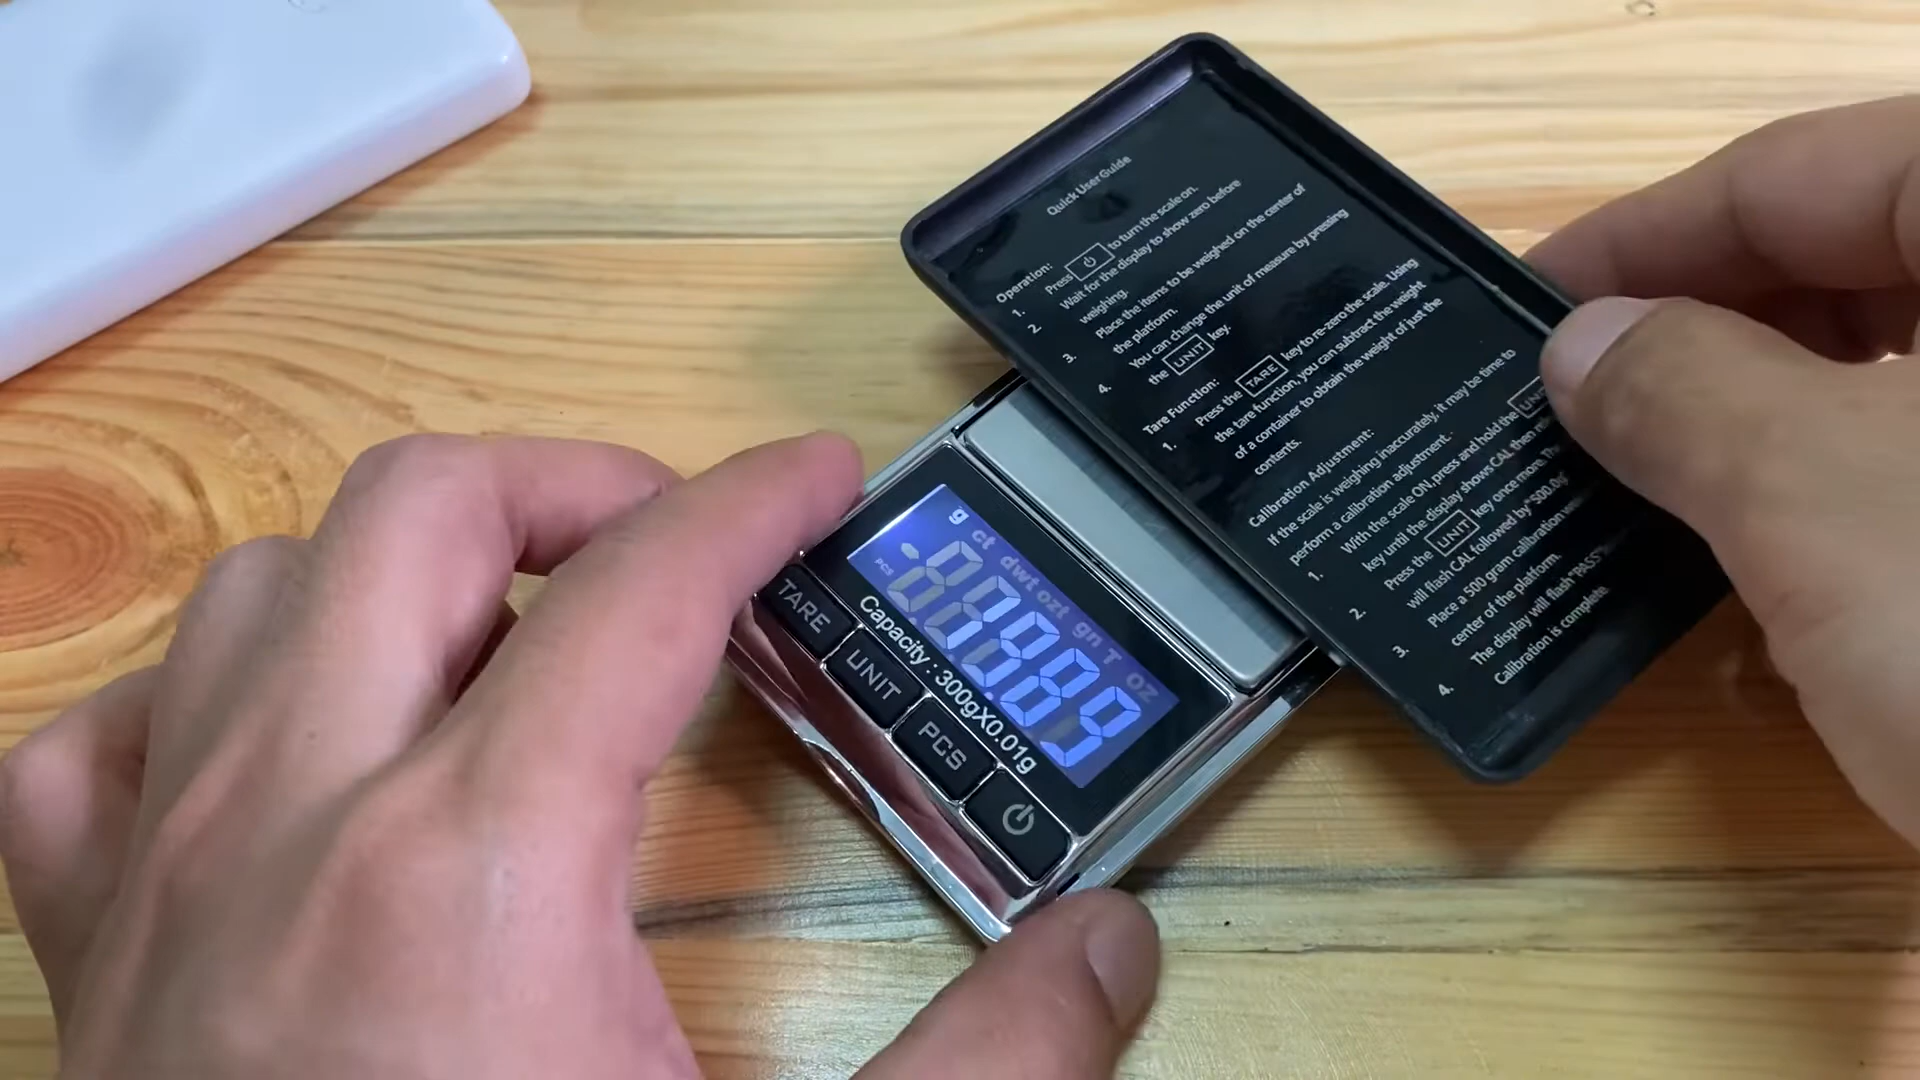 Quick User Guide
Operation:
1. Press to turn the scale on.
2. Wait for the display to show zero before
weighing.
3. Place the items to be weighed on the center of
the platform.
4. You can change the unit of measure by pressing
the UNIT key.
Tare Function:
1. Press the TARE key to re-zero the scale. Using
the tare function, you can subtract the weight
of a container to obtain the weight of just the
contents.
Calibration Adjustment:
If the scale is weighing inaccurately, it may be time to
perform a calibration adjustment.
1. With the scale ON, press and hold the
key until the display shows CAL then
2. Press the UNIT key once more.
will flash CAL followed by "500.0g"
3. Place a 500 gram calibration
center of the platform.
4. The display will flash "PASS"
Calibration is complete.
g ct dwt ozt gn T OZ
PCS
Capacity : 300gX0.01g
TARE
UNIT
PCS